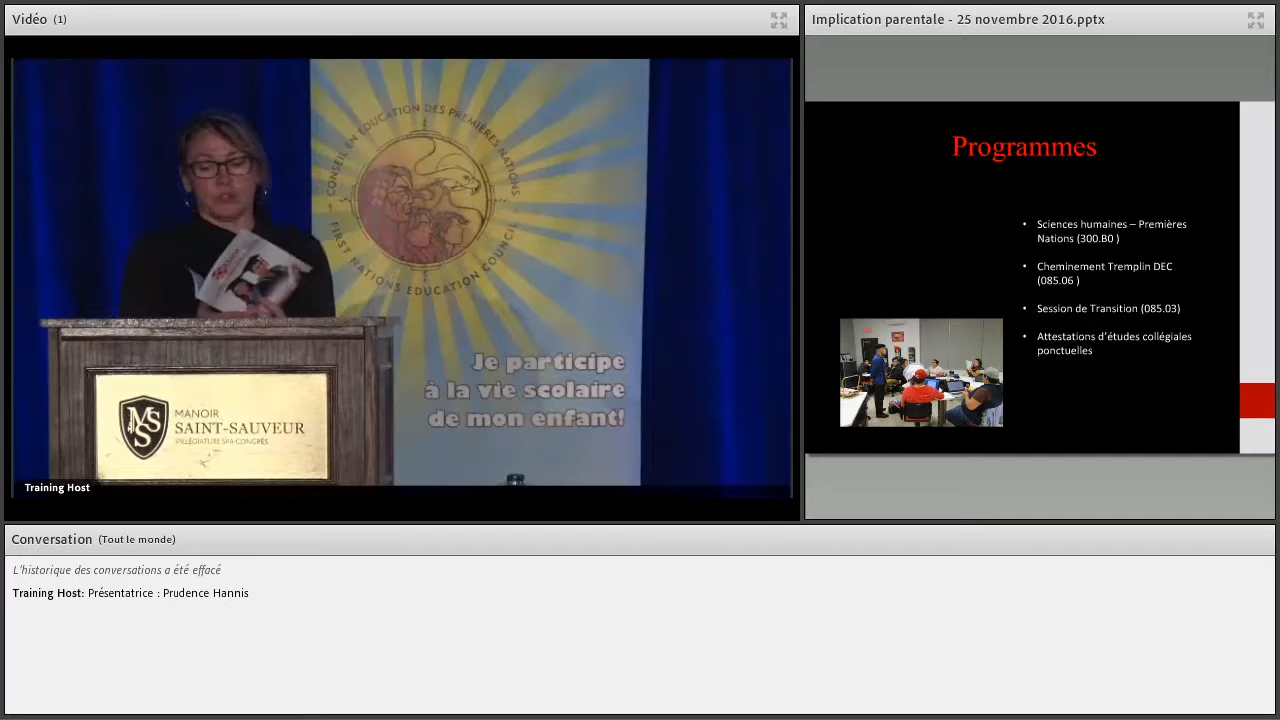 Vidéo (1)
CONSEIL EN ÉDUCATION DES PREMIÈRES NATIONS
FIRST NATIONS EDUCATION COUNCIL
Je participe
à la vie scolaire
de mon enfant!
MSS
MANOIR
SAINT-SAUVEUR
VILLÉGIATURE SPA CONGRÈS
Training Host
Implication parentale - 25 novembre 2016.pptx
Programmes
• Sciences humaines – Premières
Nations (300.B0 )
• Cheminement Tremplin DEC
(085.06 )
• Session de Transition (085.03)
• Attestations d’études collégiales
ponctuelles
Conversation (Tout le monde)
L'historique des conversations a été effacé
Training Host: Présentatrice : Prudence Hannis